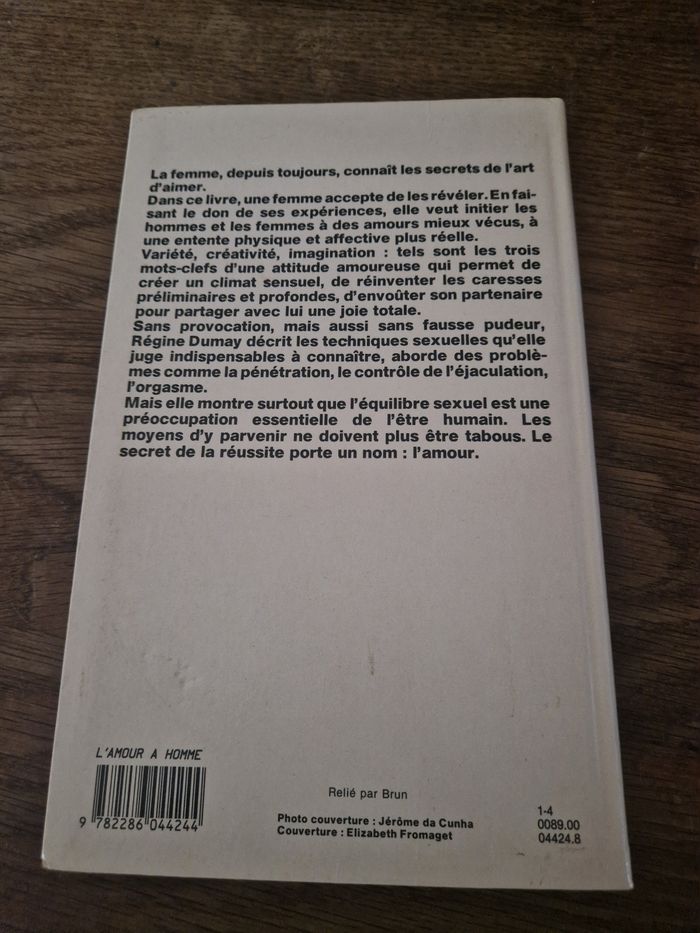 La femme, depuis toujours, connaît les secrets de l'art
d'aimer.
Dans ce livre, une femme accepte de les révéler. En fai-
sant le don de ses expériences, elle veut initier les
hommes et les femmes à des amours mieux vécus, à
une entente physique et affective plus réelle.
Variété, créativité, imagination : tels sont les trois
mots-clefs d'une attitude amoureuse qui permet de
créer un climat sensuel, de réinventer les caresses
préliminaires et profondes, d'envoûter son partenaire
pour partager avec lui une joie totale.
Sans provocation, mais aussi sans fausse pudeur,
Régine Dumay décrit les techniques sexuelles qu'elle
juge indispensables à connaître, aborde des problè-
mes comme la pénétration, le contrôle de l'éjaculation,
l'orgasme.
Mais elle montre surtout que l'équilibre sexuel est une
préoccupation essentielle de l'être humain. Les
moyens d'y parvenir ne doivent plus être tabous. Le
secret de la réussite porte un nom : l'amour.
L'AMOUR A HOMME
9 782286 044244
Relié par Brun
Photo couverture : Jérôme da Cunha
Couverture : Elizabeth Fromaget
1-4
0089.00
04424.8